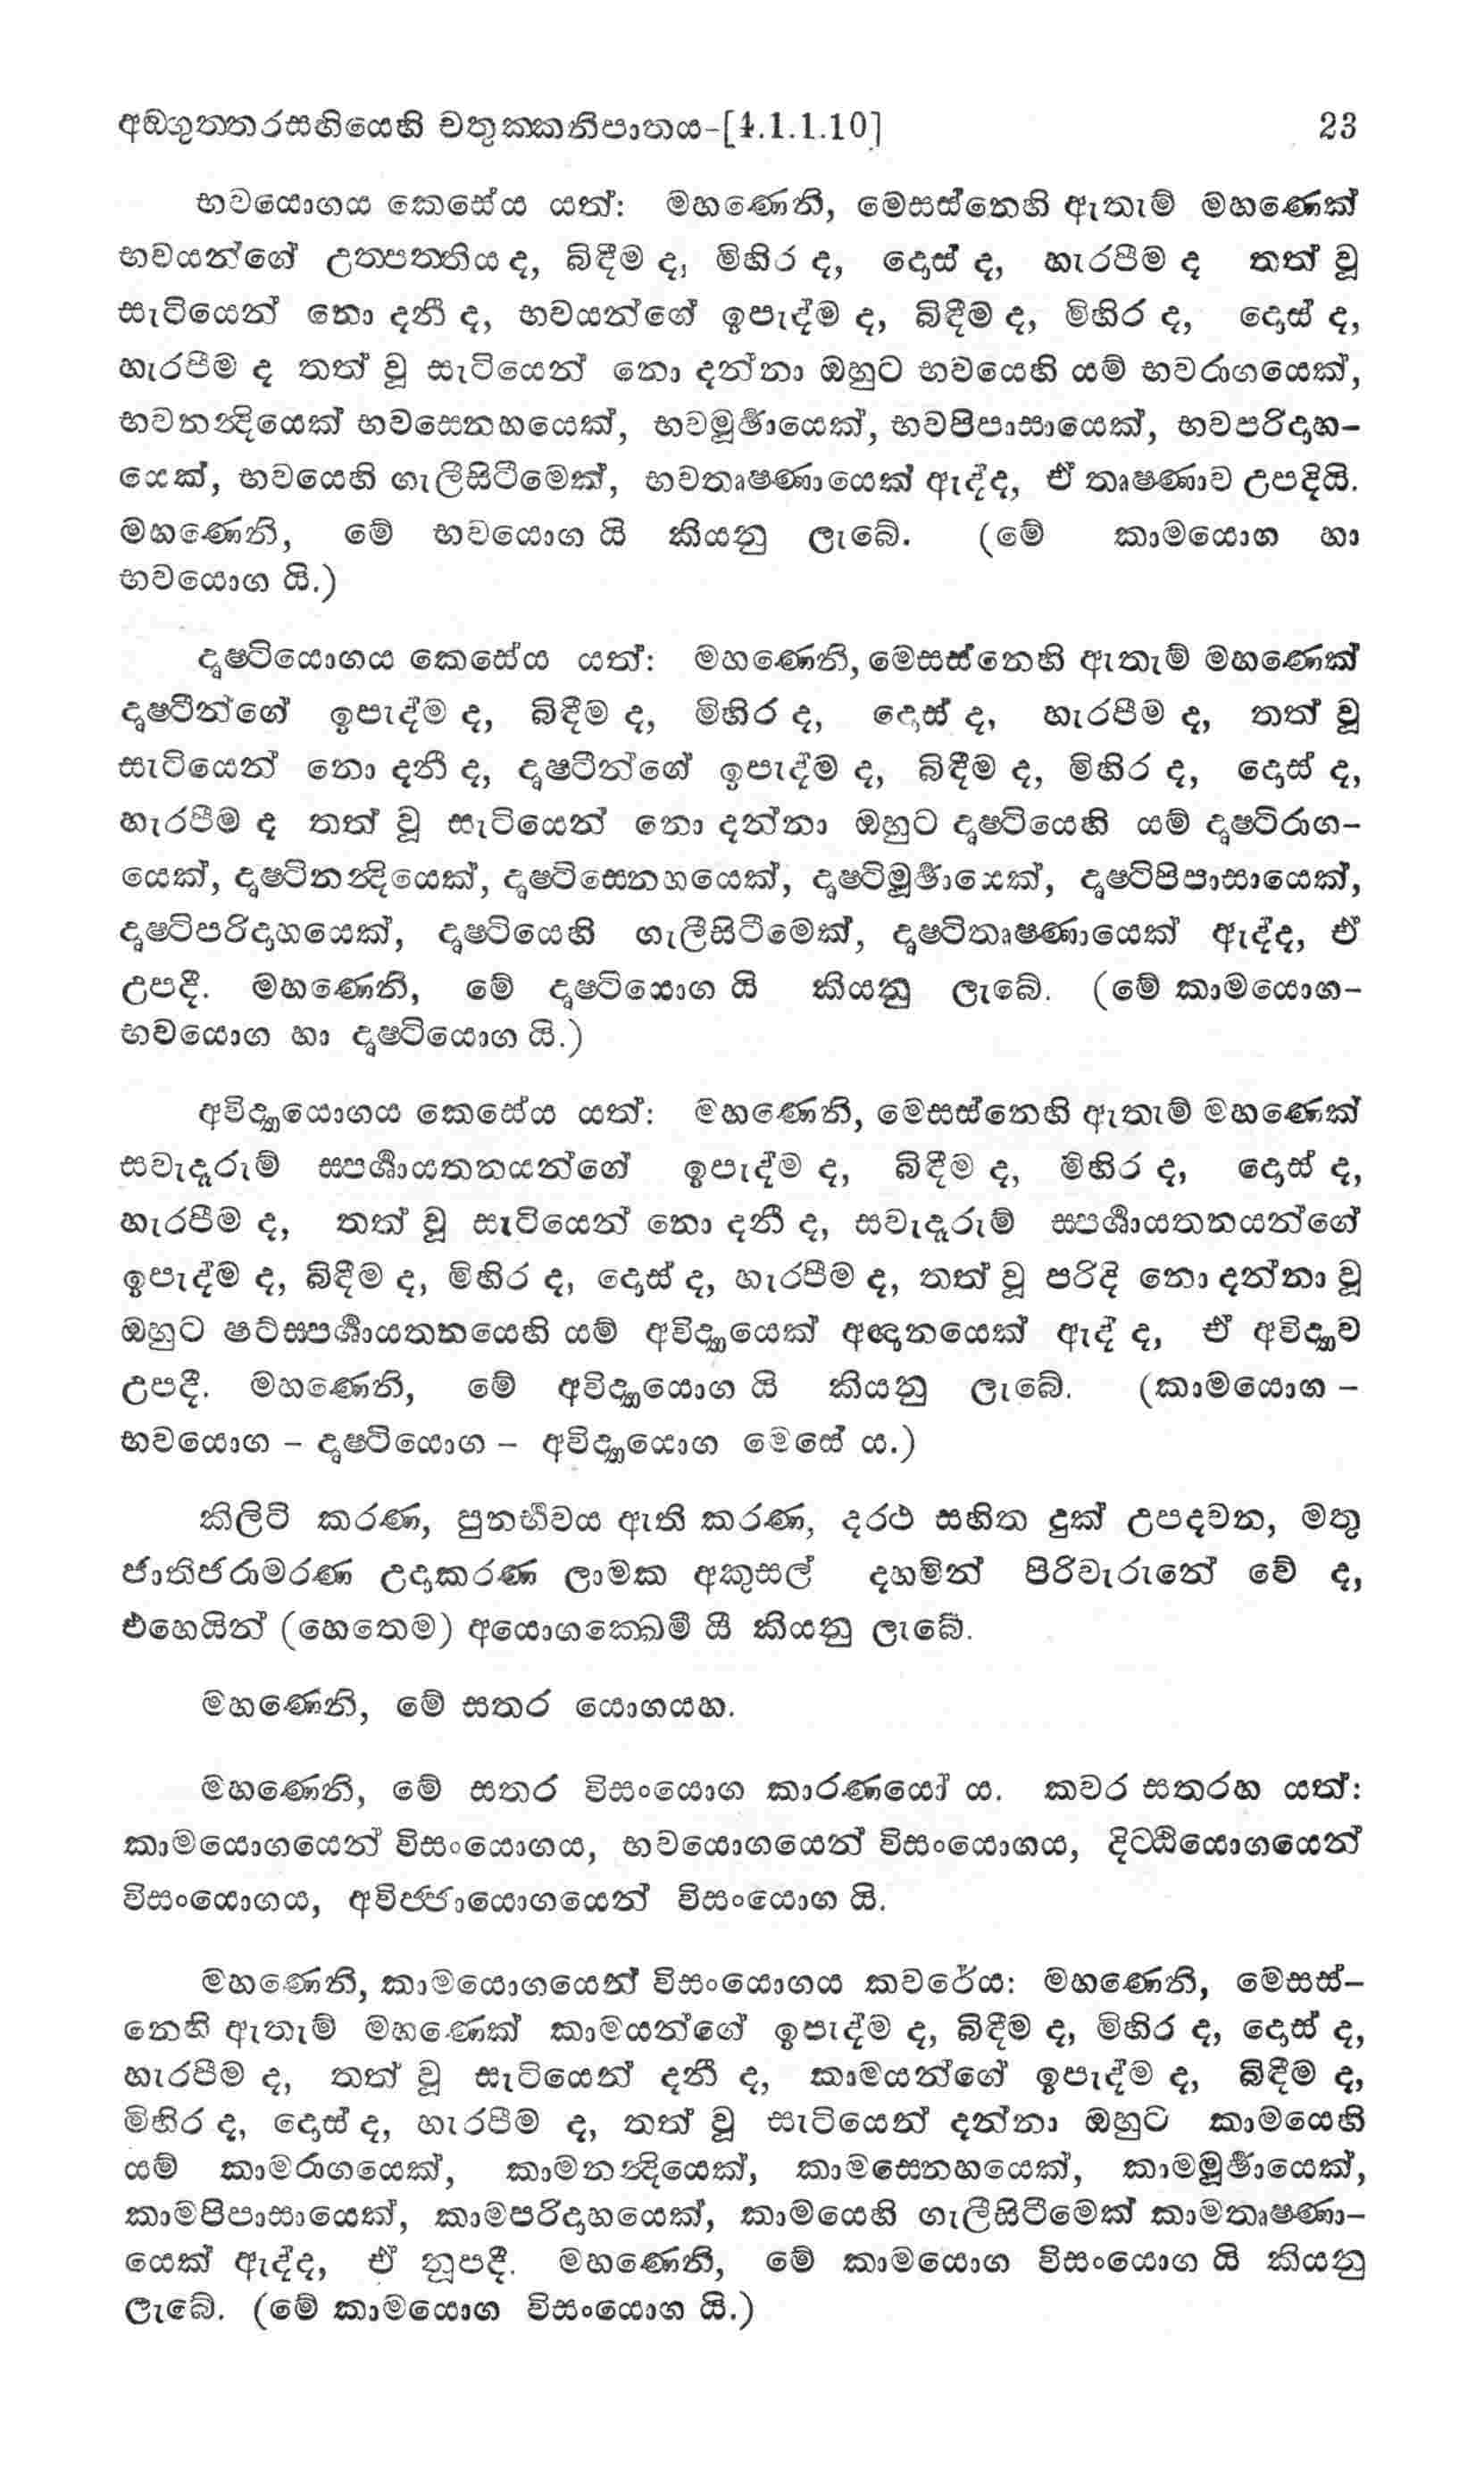 අඞ්ගුත්තරසඟියෙහි චතුක්කනිපාතය-[4.1.1.10] 23
භවයොගය කෙසේය යත්: මහණෙනි, මෙසස්නෙහි ඇතැම් මහණෙක්
භවයන්ගේ උත්පත්තිය ද, බිඳීම ද, මිහිර ද, දොස් ද, හැරපීම ද තත් වූ
සැටියෙන් නො දනී ද, භවයන්ගේ ඉපැද්ම ද, බිඳීම ද, මිහිර ද, දොස් ද,
හැරපීම ද තත් වූ සැටියෙන් නො දන්නා ඔහුට භවයෙහි යම් භවරාගයෙක්,
භවනන්‍දියෙක් භවසෙනහයෙක්, භවමූර්‍ඡායෙක්, භවපිපාසායෙක්, භවපරිදාහ-
යෙක්, භවයෙහි ගැලීසිටීමෙක්, භවතෘෂ්ණායෙක් ඇද්ද, ඒ තෘෂ්ණාව උපදියි.
මහණෙනි, මේ භවයොග යි කියනු ලැබේ. (මේ කාමයොග හා
භවයොග යි.)
දෘෂ්ටියොගය කෙසේය යත්: මහණෙනි, මෙසස්නෙහි ඇතැම් මහණෙක්
දෘෂ්ටීන්ගේ ඉපැද්ම ද, බිඳීම ද, මිහිර ද, දොස් ද, හැරපීම ද, තත් වූ
සැටියෙන් නො දනී ද, දෘෂ්ටීන්ගේ ඉපැද්ම ද, බිඳීම ද, මිහිර ද, දොස් ද,
හැරපීම ද තත් වූ සැටියෙන් නො දන්නා ඔහුට දෘෂ්ටියෙහි යම් දෘෂ්ටිරාග-
යෙක්, දෘෂ්ටිනන්‍දියෙක්, දෘෂ්ටිසෙනහයෙක්, දෘෂ්ටිමූර්‍ඡායෙක්, දෘෂ්ටිපිපාසායෙක්,
දෘෂ්ටිපරිදාහයෙක්, දෘෂ්ටියෙහි ගැලීසිටීමෙක්, දෘෂ්ටිතෘෂ්ණායෙක් ඇද්ද, ඒ
උපදී. මහණෙනි, මේ දෘෂ්ටියොග යි කියනු ලැබේ. (මේ කාමයොග-
භවයොග හා දෘෂ්ටියොග යි.)
අවිද්‍යායොගය කෙසේය යත්: මහණෙනි, මෙසස්නෙහි ඇතැම් මහණෙක්
සවැදෑරුම් ස්පර්‍ශායතනයන්ගේ ඉපැද්ම ද, බිඳීම ද, මිහිර ද, දොස් ද,
හැරපීම ද, තත් වූ සැටියෙන් නො දනී ද, සවැදෑරුම් ස්පර්‍ශායතනයන්ගේ
ඉපැද්ම ද, බිඳීම ද, මිහිර ද, දොස් ද, හැරපීම ද, තත් වූ පරිදි නො දන්නා වූ
ඔහුට ෂට්ස්පර්‍ශායතනයෙහි යම් අවිද්‍යායෙක් අඥානයෙක් ඇද් ද, ඒ අවිද්‍යාව
උපදී. මහණෙනි, මේ අවිද්‍යායොග යි කියනු ලැබේ. (කාමයොග -
භවයොග - දෘෂ්ටියොග - අවිද්‍යායොග මෙසේ ය.)
කිලිටි කරණ, පුනර්‍භවය ඇති කරණ, දරථ සහිත දුක් උපදවන, මතු
ජාතිජරාමරණ උදාකරණ ලාමක අකුසල් දහමින් පිරිවැරුනේ වේ ද,
එහෙයින් (හෙතෙම) අයොගක්ඛෙමී යී කියනු ලැබේ.
මහණෙනි, මේ සතර යොගයහ.
මහණෙනි, මේ සතර විසංයොග කාරණයෝ ය. කවර සතරහ යත්:
කාමයොගයෙන් විසංයොගය, භවයොගයෙන් විසංයොගය, දිට්ඨියොගයෙන්
විසංයොගය, අවිජ්ජායොගයෙන් විසංයොග යි.
මහණෙනි, කාමයොගයෙන් විසංයොගය කවරේය: මහණෙනි, මෙසස්-
නෙහි ඇතැම් මහණෙක් කාමයන්ගේ ඉපැද්ම ද, බිඳීම ද, මිහිර ද, දොස් ද,
හැරපීම ද, තත් වූ සැටියෙන් දනී ද, කාමයන්ගේ ඉපැද්ම ද, බිඳීම ද,
මිහිර ද, දොස් ද, හැරපීම ද, තත් වූ සැටියෙන් දන්නා ඔහුට කාමයෙහි
යම් කාමරාගයෙක්, කාමනන්‍දියෙක්, කාමසෙනහයෙක්, කාමමූර්‍ඡායෙක්,
කාමපිපාසායෙක්, කාමපරිදාහයෙක්, කාමයෙහි ගැලීසිටීමෙක් කාමතෘෂ්ණා-
යෙක් ඇද්ද, ඒ නූපදී. මහණෙනි, මේ කාමයොග විසංයොග යි කියනු
ලැබේ. (මේ කාමයොග විසංයොග යි.)